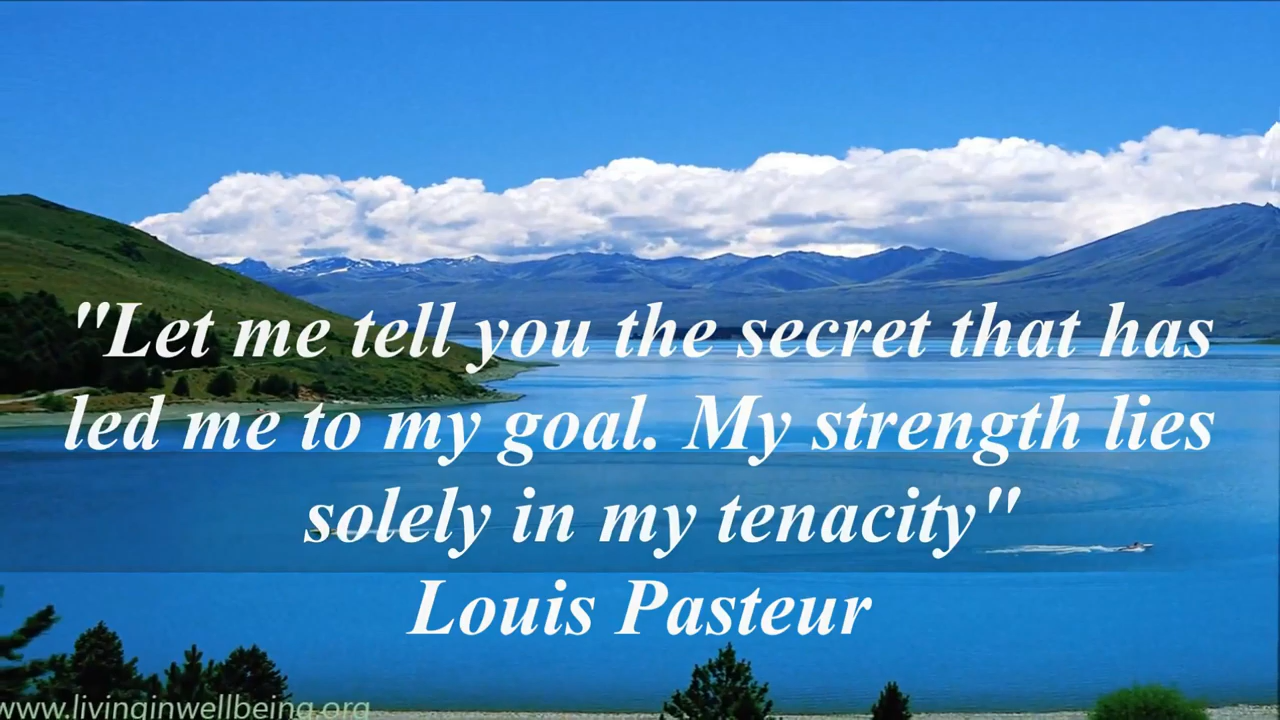 "Let me tell you the secret that has
led me to my goal. My strength lies
solely in my tenacity"
Louis Pasteur
www.livinginwellbeing.org